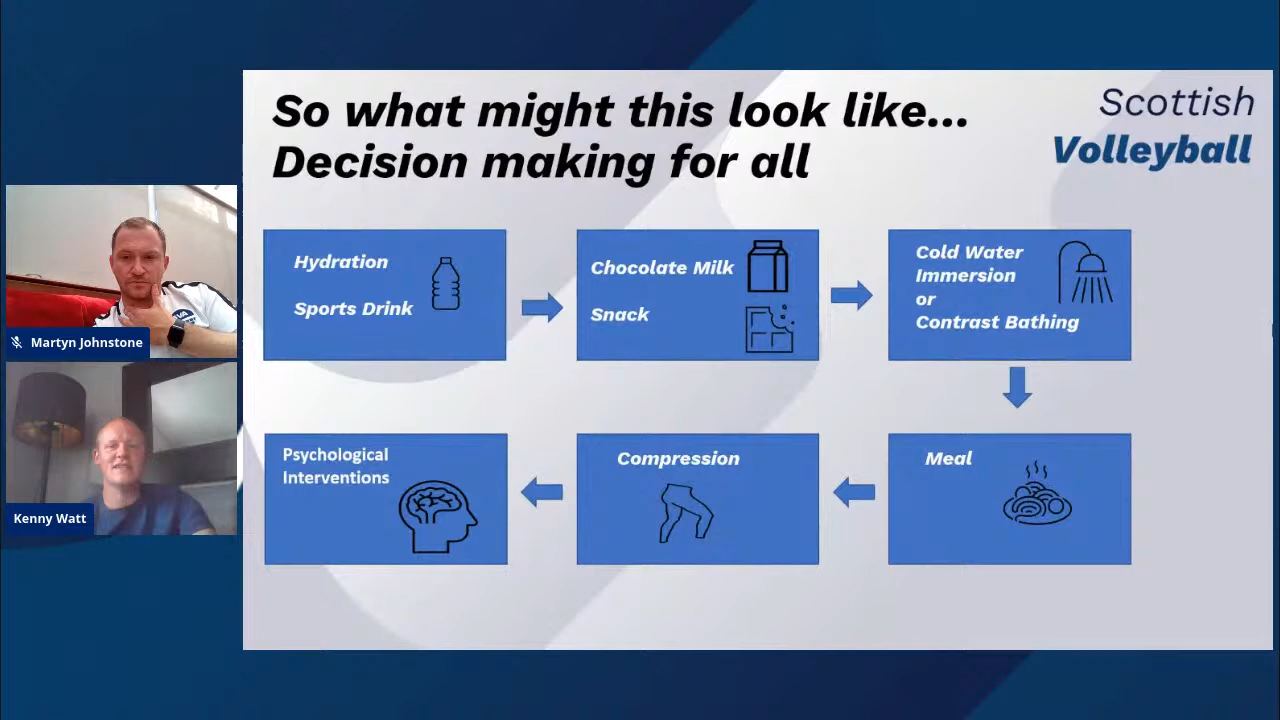 So what might this look like...
Decision making for all
Scottish
Volleyball
Hydration
Sports Drink
Chocolate Milk
Snack
Cold Water
Immersion
or
Contrast Bathing
Meal
Compression
Psychological
Interventions
Martyn Johnstone
Kenny Watt